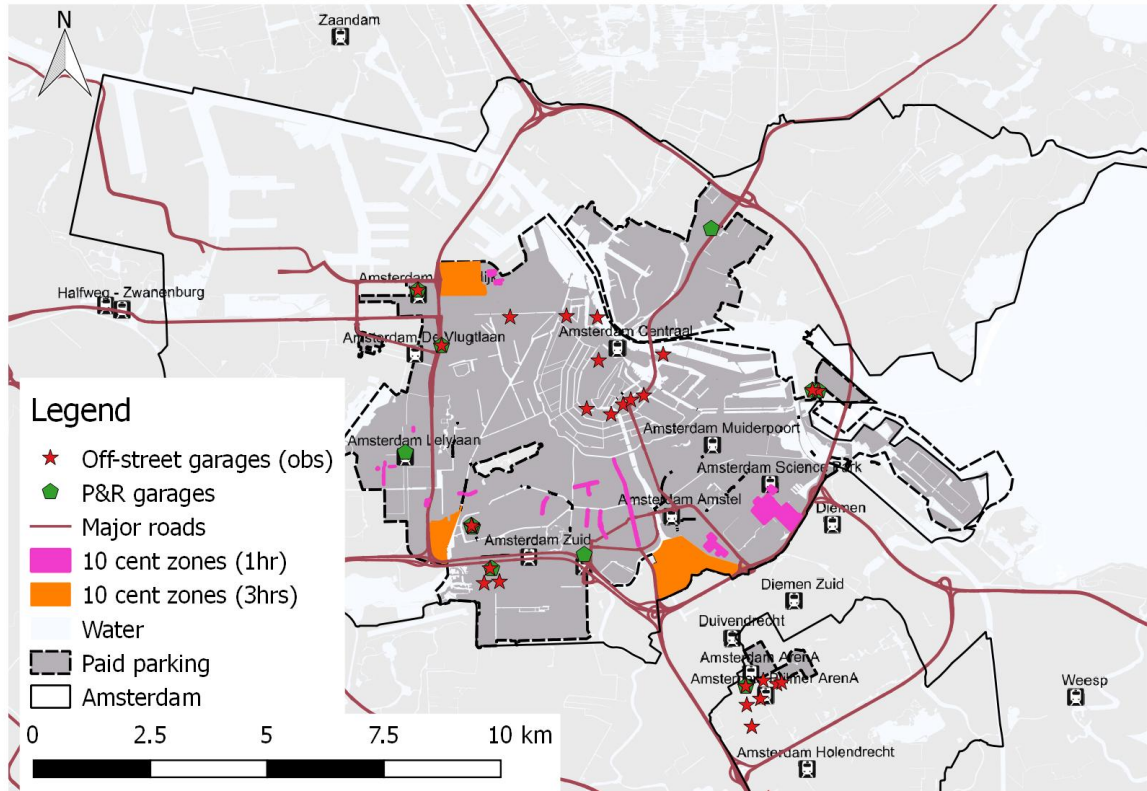 Zaandam
N
Halfweg - Zwanenburg
Amsterdam
Amsterdam De Vlugtlaan
Amsterdam Centraal
Amsterdam Muiderpoort
Amsterdam Lelylaan
Amsterdam Science Park
Amsterdam Amstel
Diemen
Amsterdam Zuid
Diemen Zuid
Duivendrecht
Amsterdam ArenA
Weesp
Amsterdam Holendrecht
Legend
Off-street garages (obs)
P&R garages
Major roads
10 cent zones (1hr)
10 cent zones (3hrs)
Water
Paid parking
Amsterdam
0 2.5 5 7.5 10 km